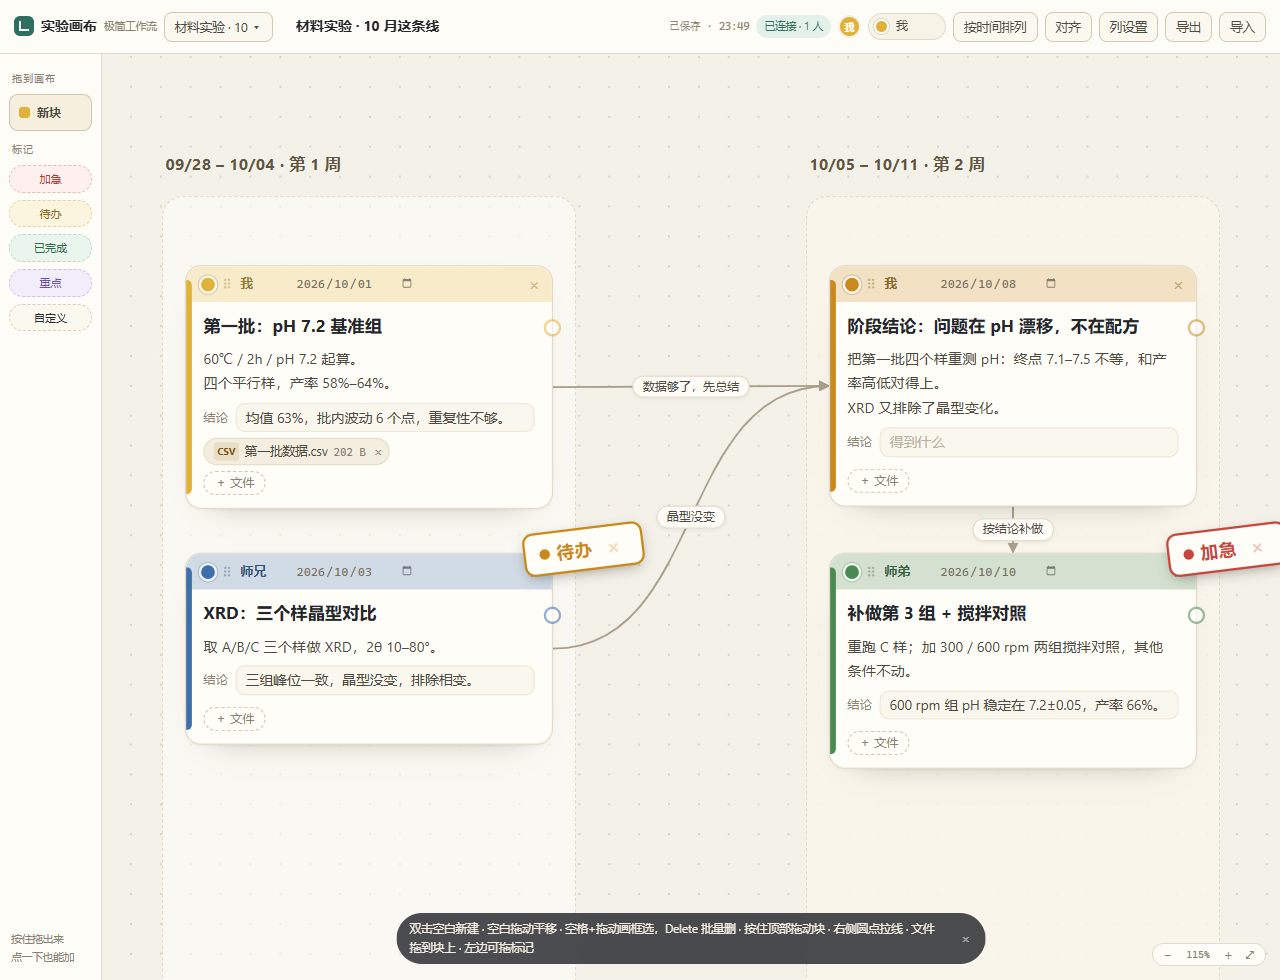 实验画布 极简工作流 材料实验 · 10 材料实验 · 10 月这条线 已保存 · 23:49 已连接 · 1 人 我 我 按时间排列 对齐 列设置 导出 导入
拖到画布
新块
标记
加急
待办
已完成
重点
自定义
按住拖出来
点一下也能加
09/28 – 10/04 · 第 1 周
我 2026/10/01 ×
第一批：pH 7.2 基准组
60℃ / 2h / pH 7.2 起算。
四个平行样，产率 58%–64%。
结论 均值 63%，批内波动 6 个点，重复性不够。
CSV 第一批数据.csv 202 B ×
+ 文件
待办 ×
师兄 2026/10/03
XRD：三个样晶型对比
取 A/B/C 三个样做 XRD，2θ 10–80°。
结论 三组峰位一致，晶型没变，排除相变。
+ 文件
数据够了，先总结
晶型没变
10/05 – 10/11 · 第 2 周
我 2026/10/08 ×
阶段结论：问题在 pH 漂移，不在配方
把第一批四个样重测 pH：终点 7.1–7.5 不等，和产
率高低对得上。
XRD 又排除了晶型变化。
结论 得到什么
+ 文件
按结论补做
加急 ×
师弟 2026/10/10
补做第 3 组 + 搅拌对照
重跑 C 样；加 300 / 600 rpm 两组搅拌对照，其他
条件不动。
结论 600 rpm 组 pH 稳定在 7.2±0.05，产率 66%。
+ 文件
双击空白新建 · 空白拖动平移 · 空格+拖动画框选，Delete 批量删 · 按住顶部拖动块 · 右侧圆点拉线 · 文件
拖到块上 · 左边可拖标记 ×
− 115% +